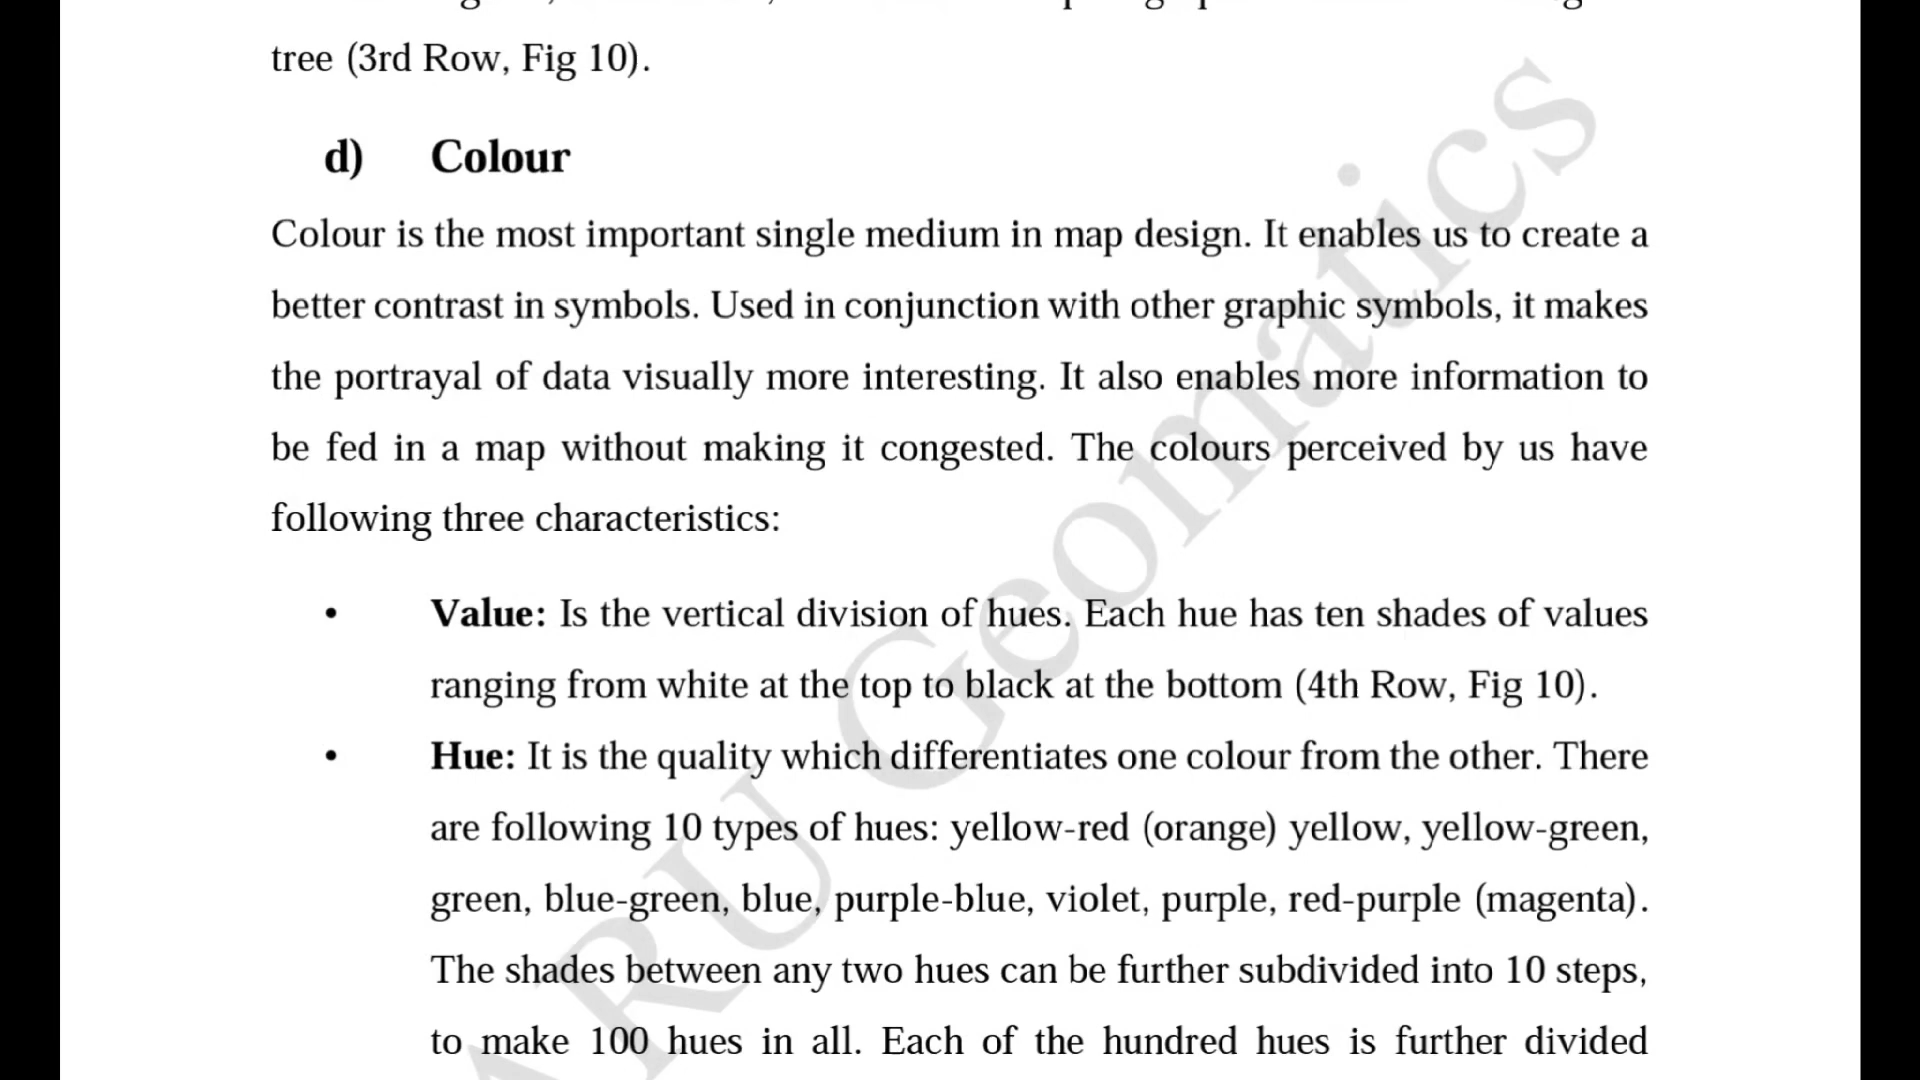 tree (3rd Row, Fig 10).
d) Colour
Colour is the most important single medium in map design. It enables us to create a
better contrast in symbols. Used in conjunction with other graphic symbols, it makes
the portrayal of data visually more interesting. It also enables more information to
be fed in a map without making it congested. The colours perceived by us have
following three characteristics:
• Value: Is the vertical division of hues. Each hue has ten shades of values
ranging from white at the top to black at the bottom (4th Row, Fig 10).
• Hue: It is the quality which differentiates one colour from the other. There
are following 10 types of hues: yellow-red (orange) yellow, yellow-green,
green, blue-green, blue, purple-blue, violet, purple, red-purple (magenta).
The shades between any two hues can be further subdivided into 10 steps,
to make 100 hues in all. Each of the hundred hues is further divided
ARU Geomatics